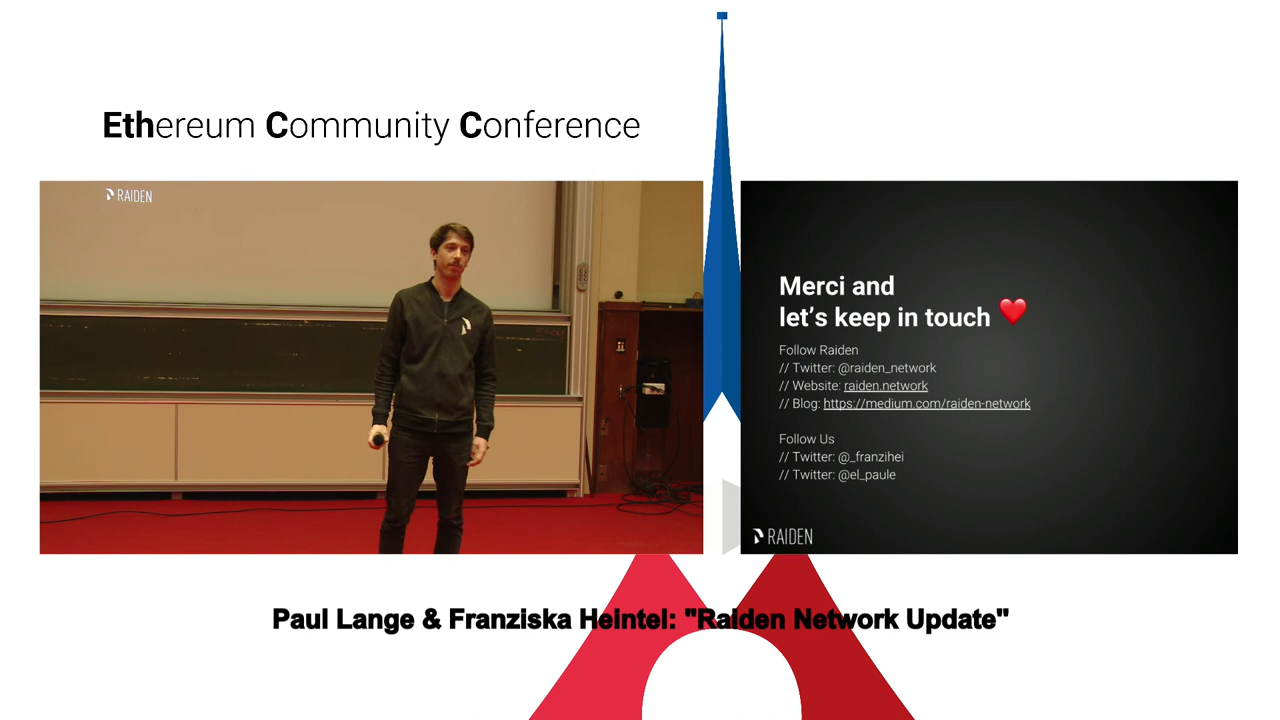 Ethereum Community Conference
RAIDEN
Merci and
let's keep in touch ❤️
Follow Raiden
// Twitter: @raiden_network
// Website: raiden.network
// Blog: https://medium.com/raiden-network
Follow Us
// Twitter: @_franzihei
// Twitter: @el_paule
RAIDEN
Paul Lange & Franziska Heintel: "Raiden Network Update"